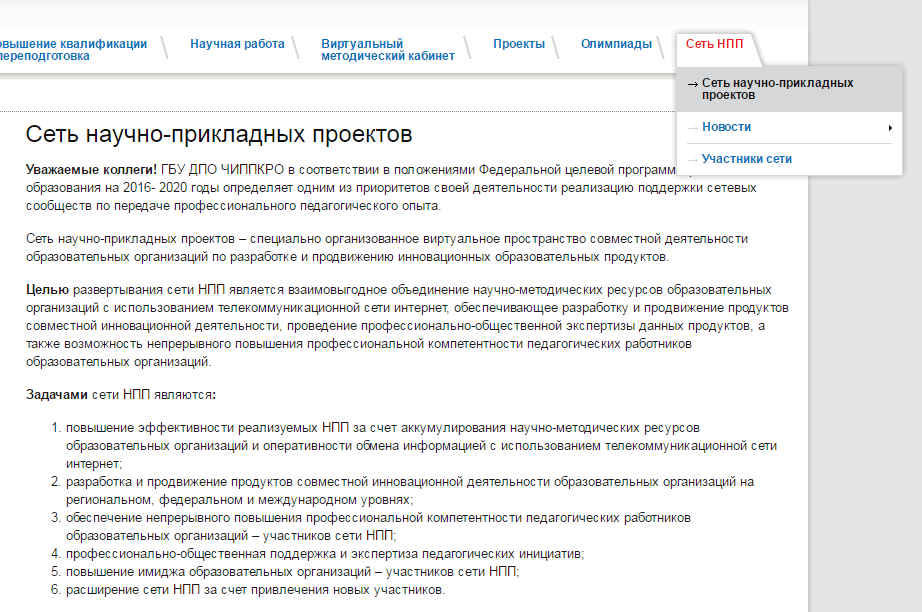 овышение квалификации
переподготовка
Научная работа
Виртуальный
методический кабинет
Проекты
Олимпиады
Сеть НПП
Сеть научно-прикладных
проектов
Новости
Участники сети
Сеть научно-прикладных проектов
Уважаемые коллеги! ГБУ ДПО ЧИППКРО в соответствии в положениями Федеральной целевой программ
образования на 2016- 2020 годы определяет одним из приоритетов своей деятельности реализацию поддержки сетевых
сообществ по передаче профессионального педагогического опыта.
Сеть научно-прикладных проектов – специально организованное виртуальное пространство совместной деятельности
образовательных организаций по разработке и продвижению инновационных образовательных продуктов.
Целью развертывания сети НПП является взаимовыгодное объединение научно-методических ресурсов образовательных
организаций с использованием телекоммуникационной сети интернет, обеспечивающее разработку и продвижение продуктов
совместной инновационной деятельности, проведение профессионально-общественной экспертизы данных продуктов, а
также возможность непрерывного повышения профессиональной компетентности педагогических работников
образовательных организаций.
Задачами сети НПП являются:
1. повышение эффективности реализуемых НПП за счет аккумулирования научно-методических ресурсов
образовательных организаций и оперативности обмена информацией с использованием телекоммуникационной сети
интернет;
2. разработка и продвижение продуктов совместной инновационной деятельности образовательных организаций на
региональном, федеральном и международном уровнях;
3. обеспечение непрерывного повышения профессиональной компетентности педагогических работников
образовательных организаций – участников сети НПП;
4. профессионально-общественная поддержка и экспертиза педагогических инициатив;
5. повышение имиджа образовательных организаций – участников сети НПП;
6. расширение сети НПП за счет привлечения новых участников.